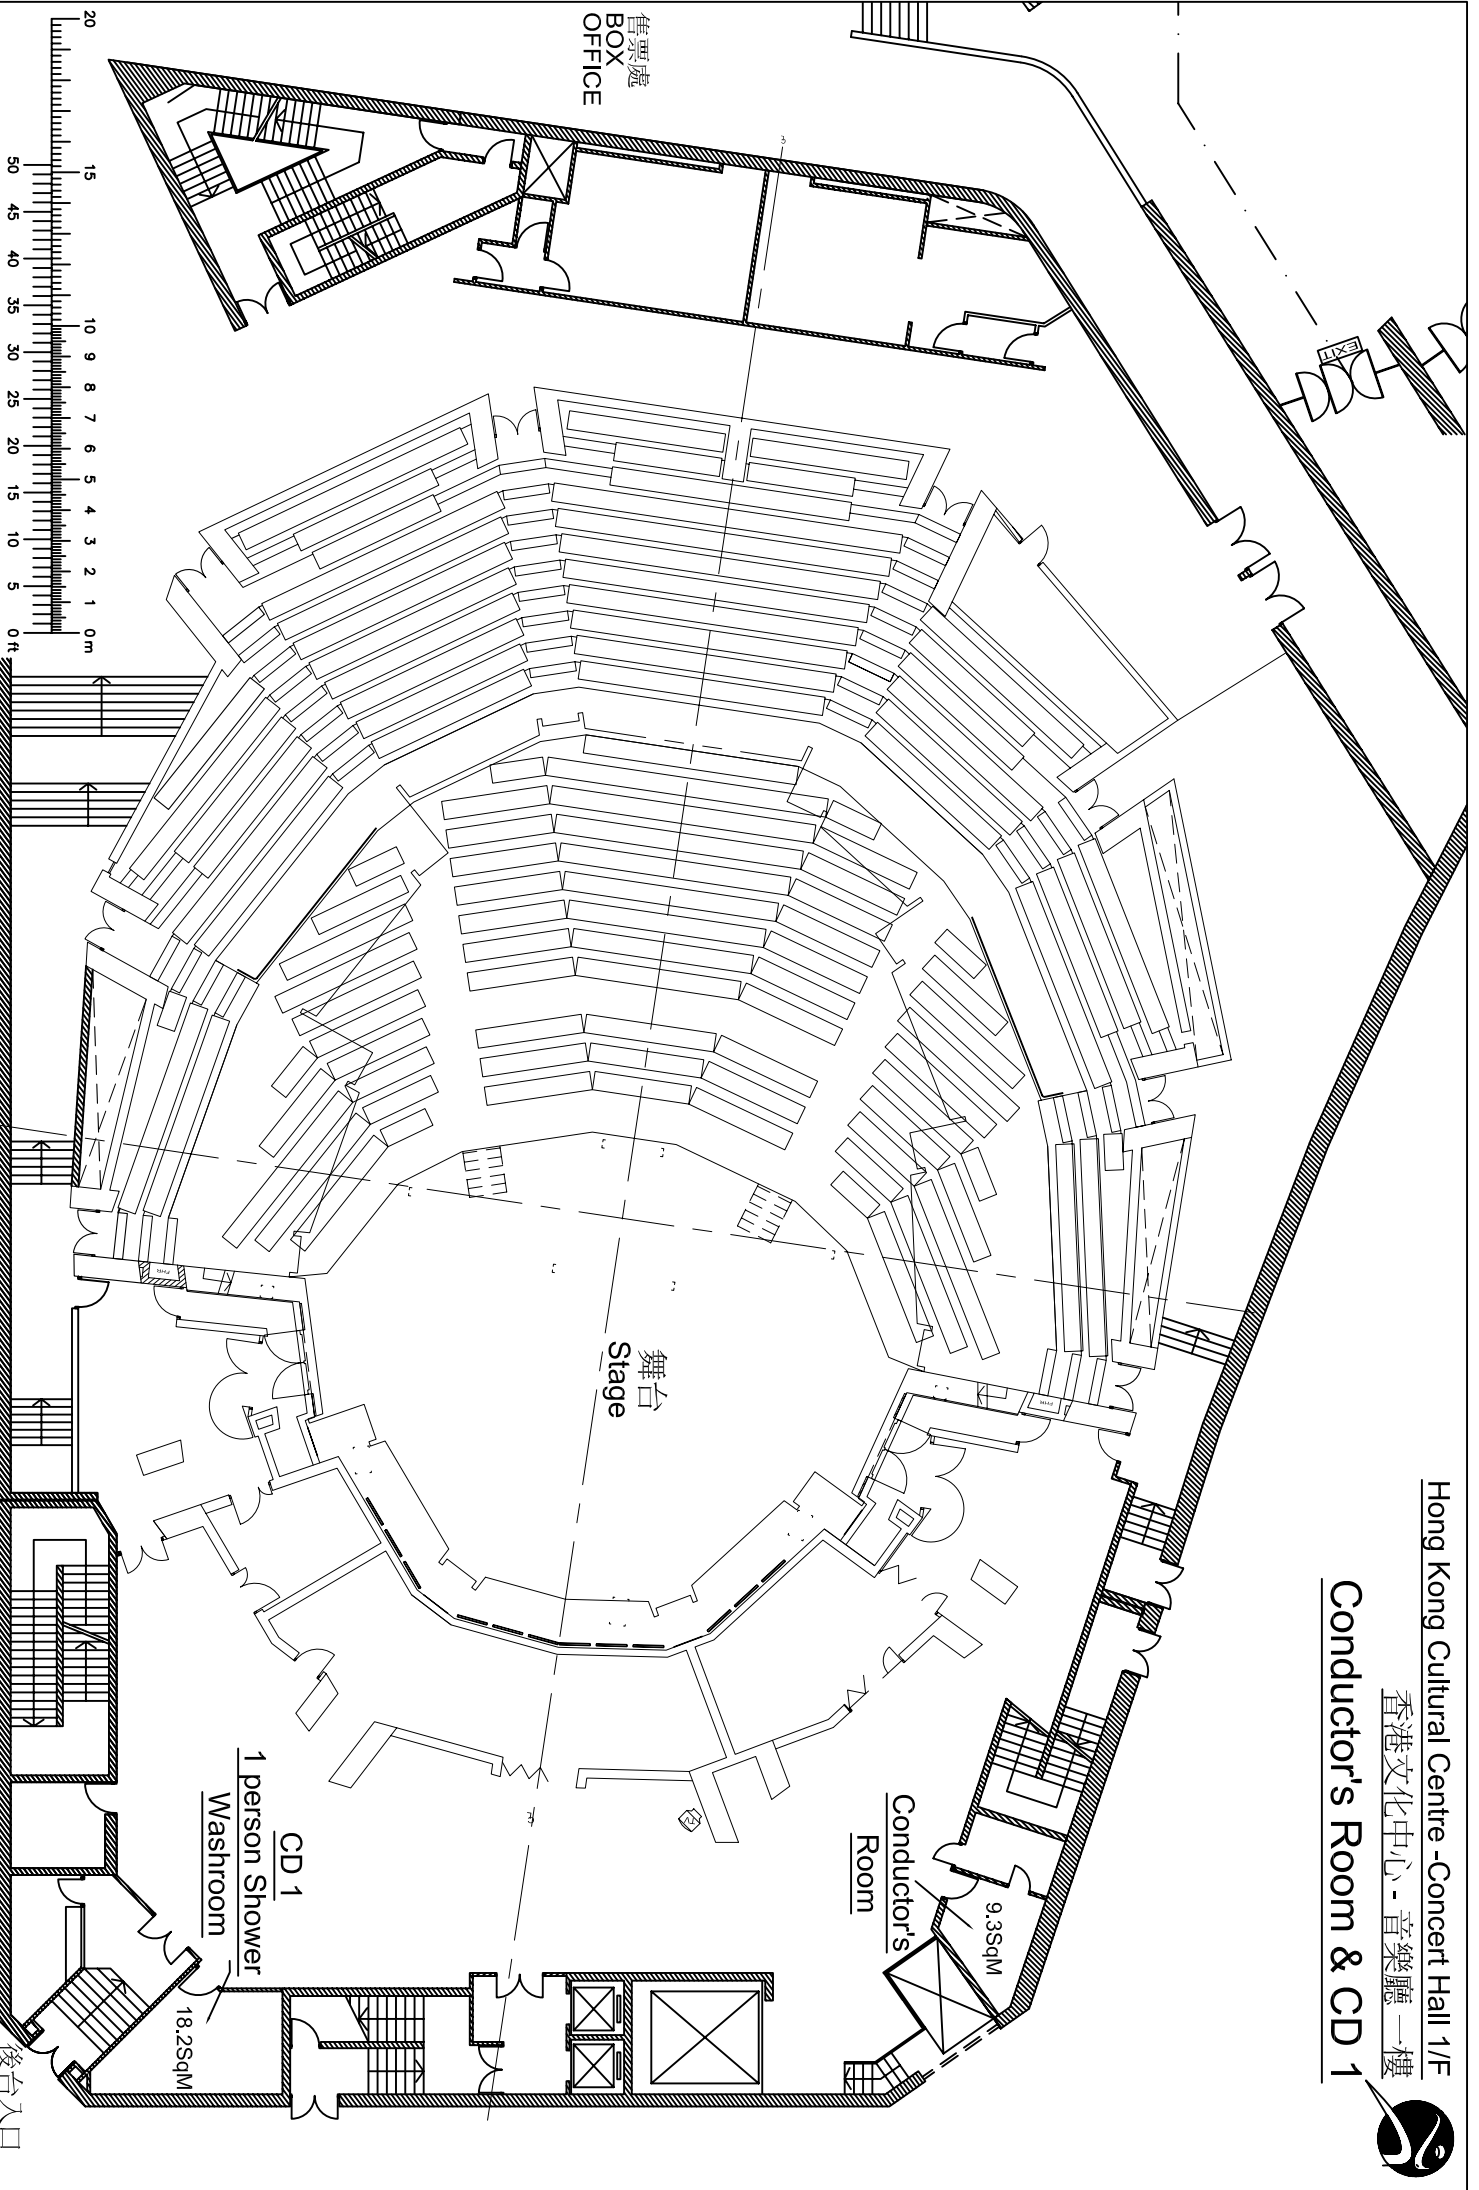 Hong Kong Cultural Centre -Concert Hall 1/F
香港文化中心 - 音樂廳 一樓
Conductor's Room & CD 1
售票處
BOX
OFFICE
EXIT
舞台
Stage
FHR
FHR
Conductor's
Room
9.3SqM
CD 1
1 person Shower
Washroom
18.2SqM
後台入口
20 15 10 9 8 7 6 5 4 3 2 1 0 m
50 45 40 35 30 25 20 15 10 5 0 ft